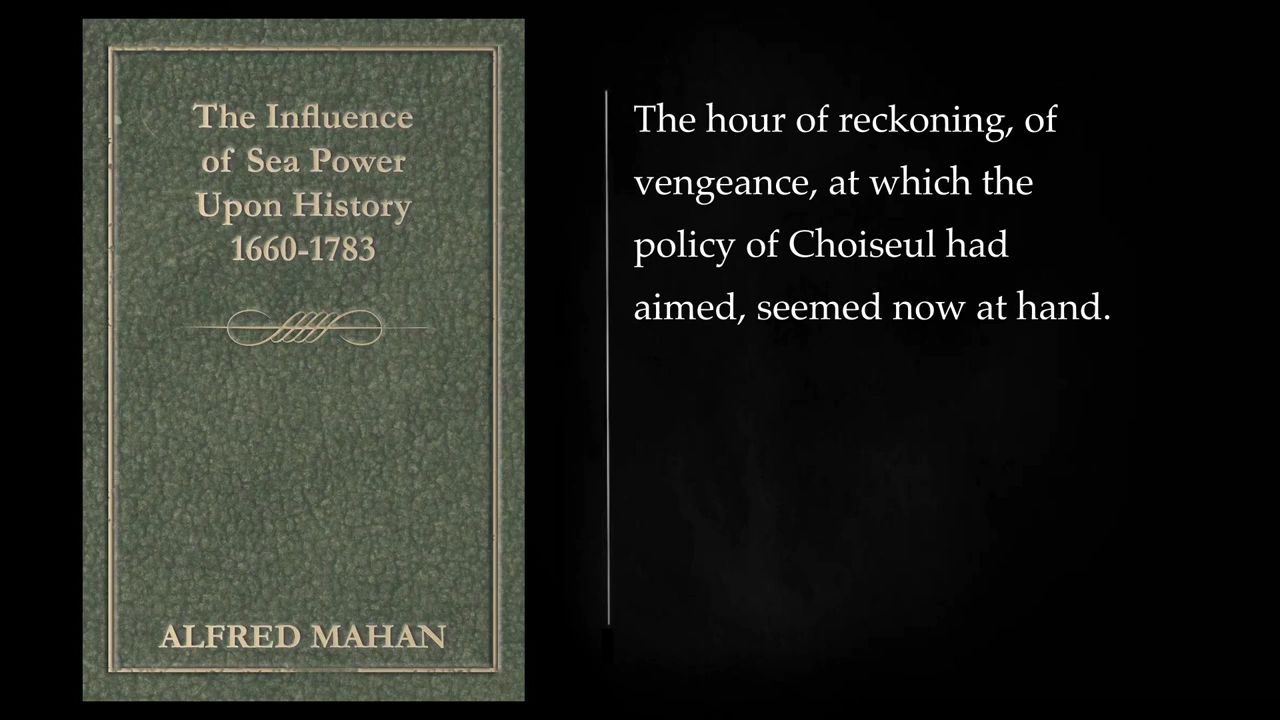 The Influence
of Sea Power
Upon History
1660-1783
ALFRED MAHAN
The hour of reckoning, of
vengeance, at which the
policy of Choiseul had
aimed, seemed now at hand.